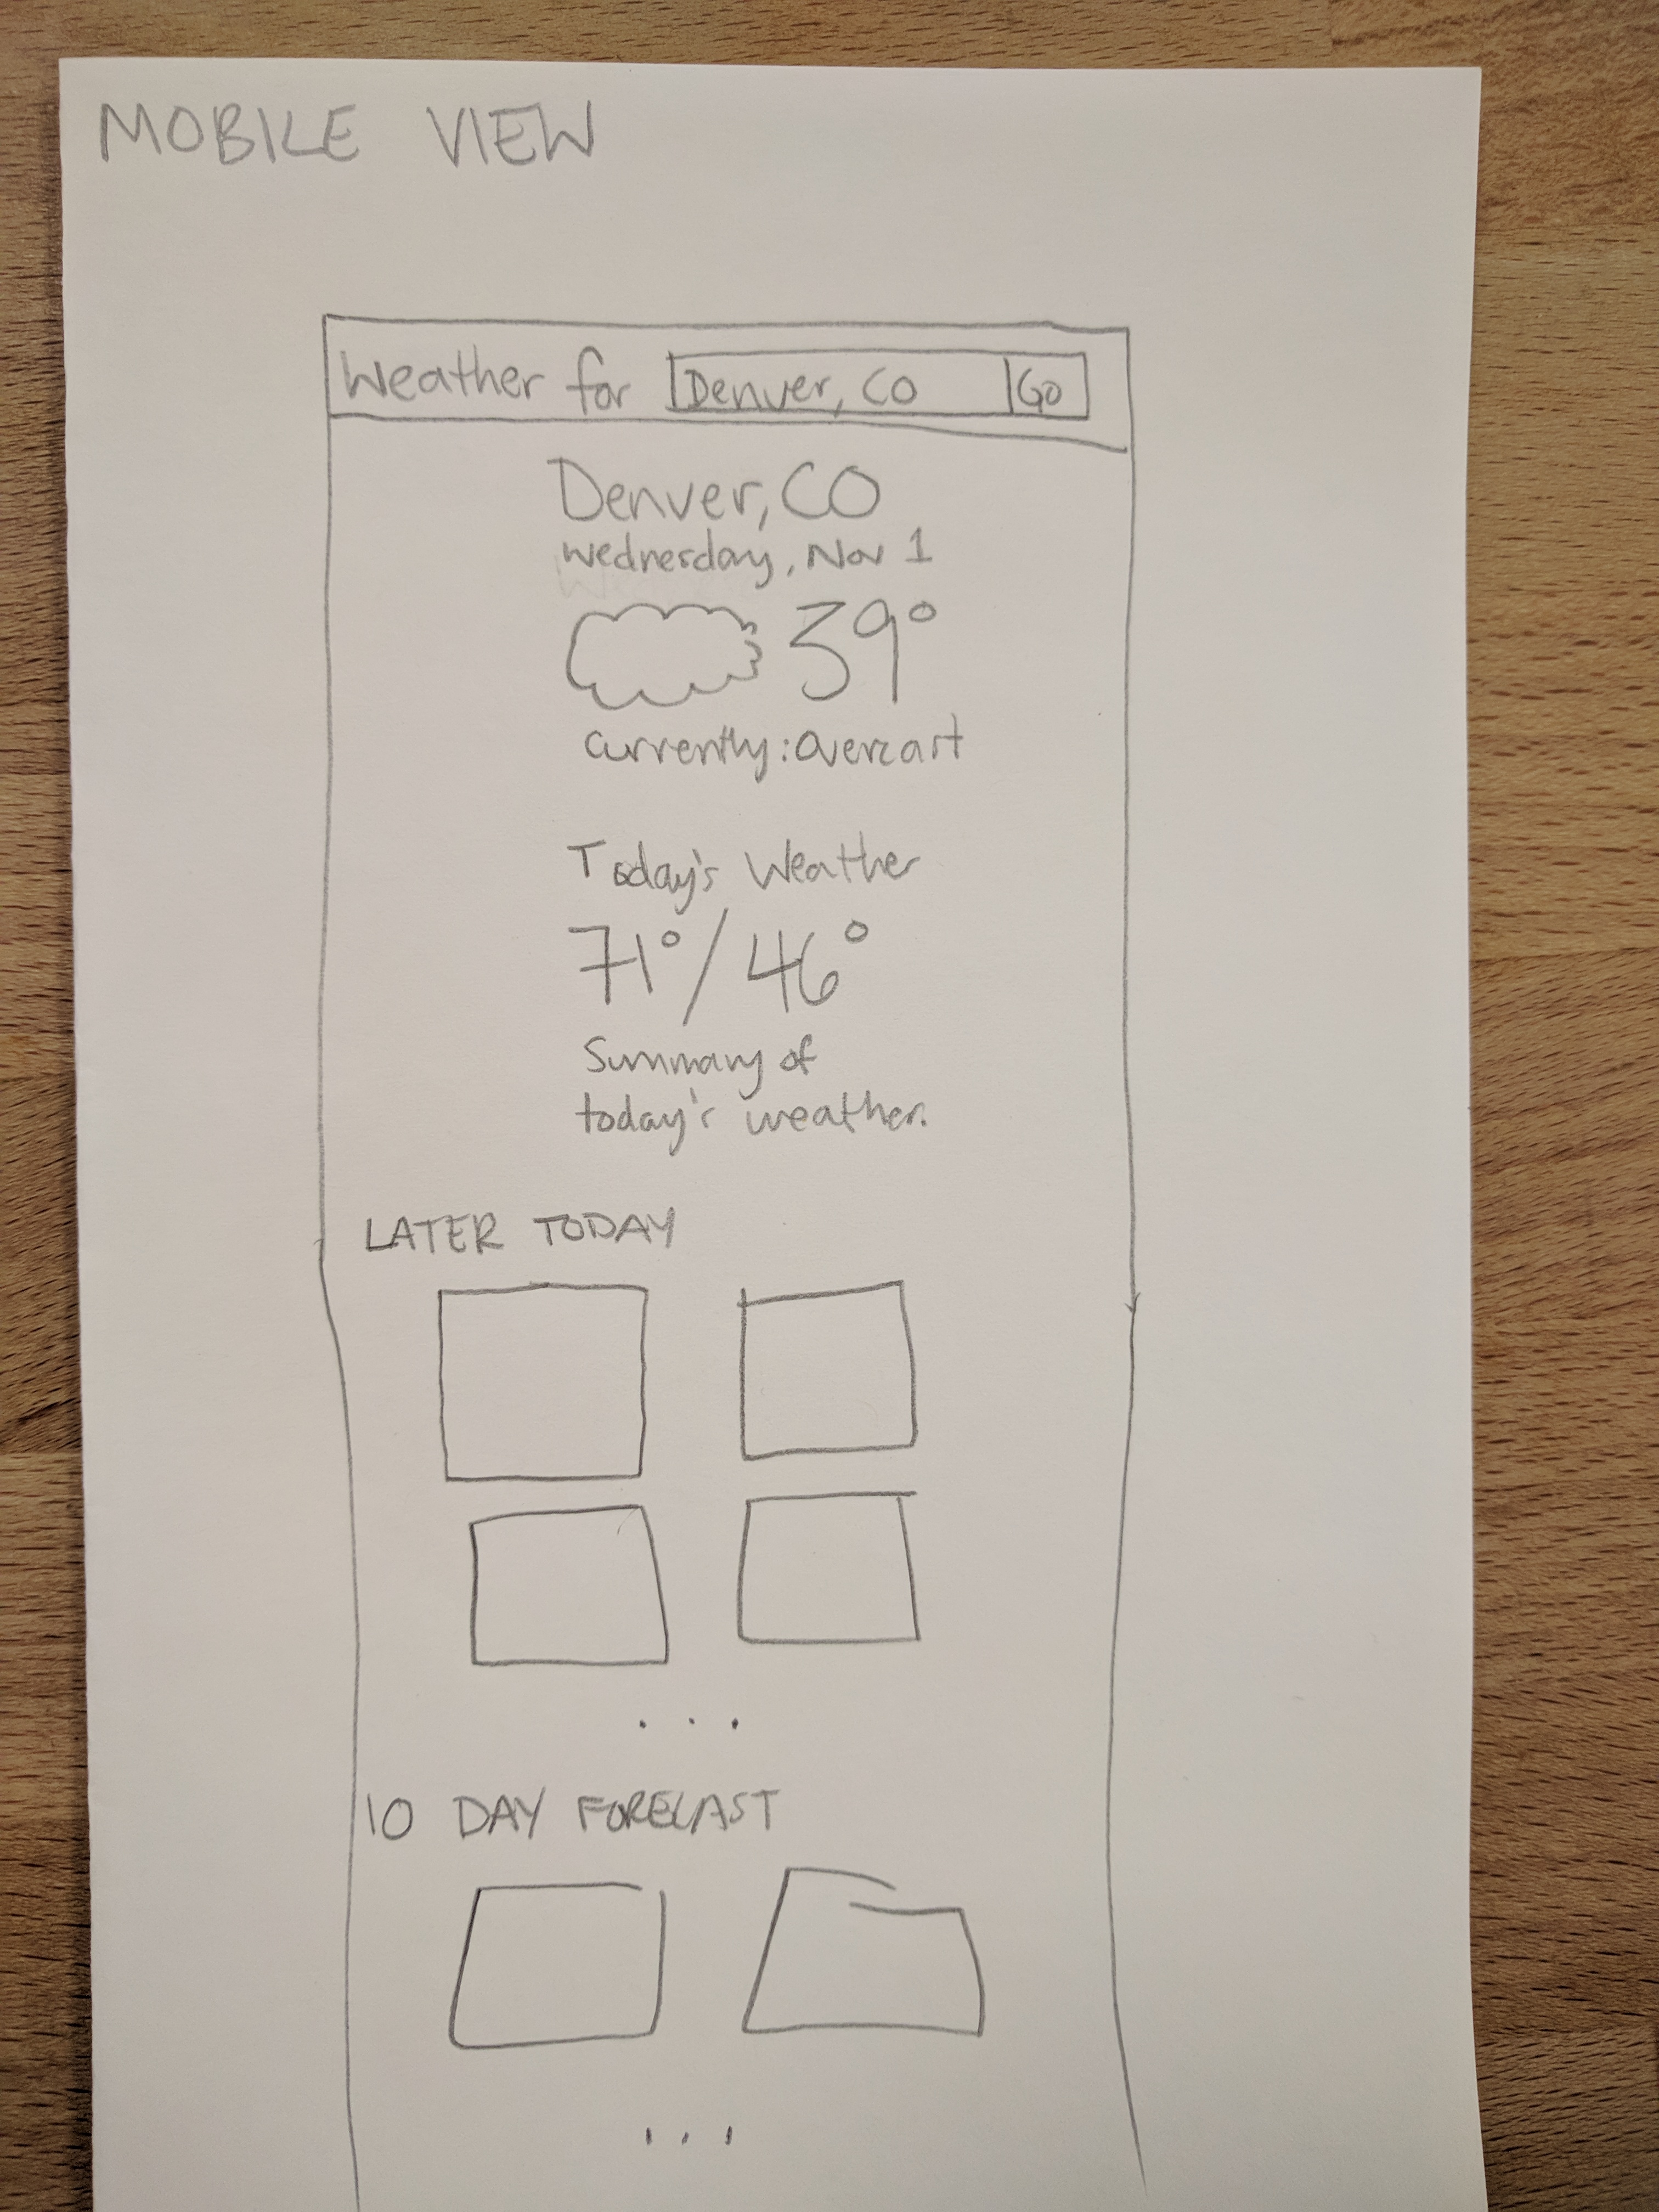 MOBILE VIEW
Weather for Denver, CO Go
Denver, CO
Wednesday, Nov 1
39°
Currently: Overcast
Today's Weather
71° / 46°
Summary of
today's weather.
LATER TODAY
. . .
10 DAY FORECAST
. . .